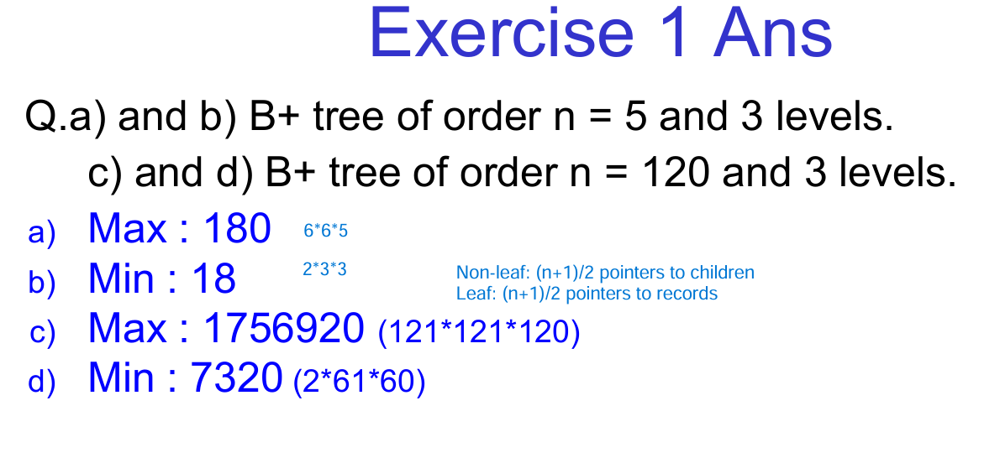 Exercise 1 Ans
Q.a) and b) B+ tree of order n = 5 and 3 levels.
c) and d) B+ tree of order n = 120 and 3 levels.
a) Max : 180 6*6*5
b) Min : 18 2*3*3
Non-leaf: (n+1)/2 pointers to children
Leaf: (n+1)/2 pointers to records
c) Max : 1756920 (121*121*120)
d) Min : 7320 (2*61*60)